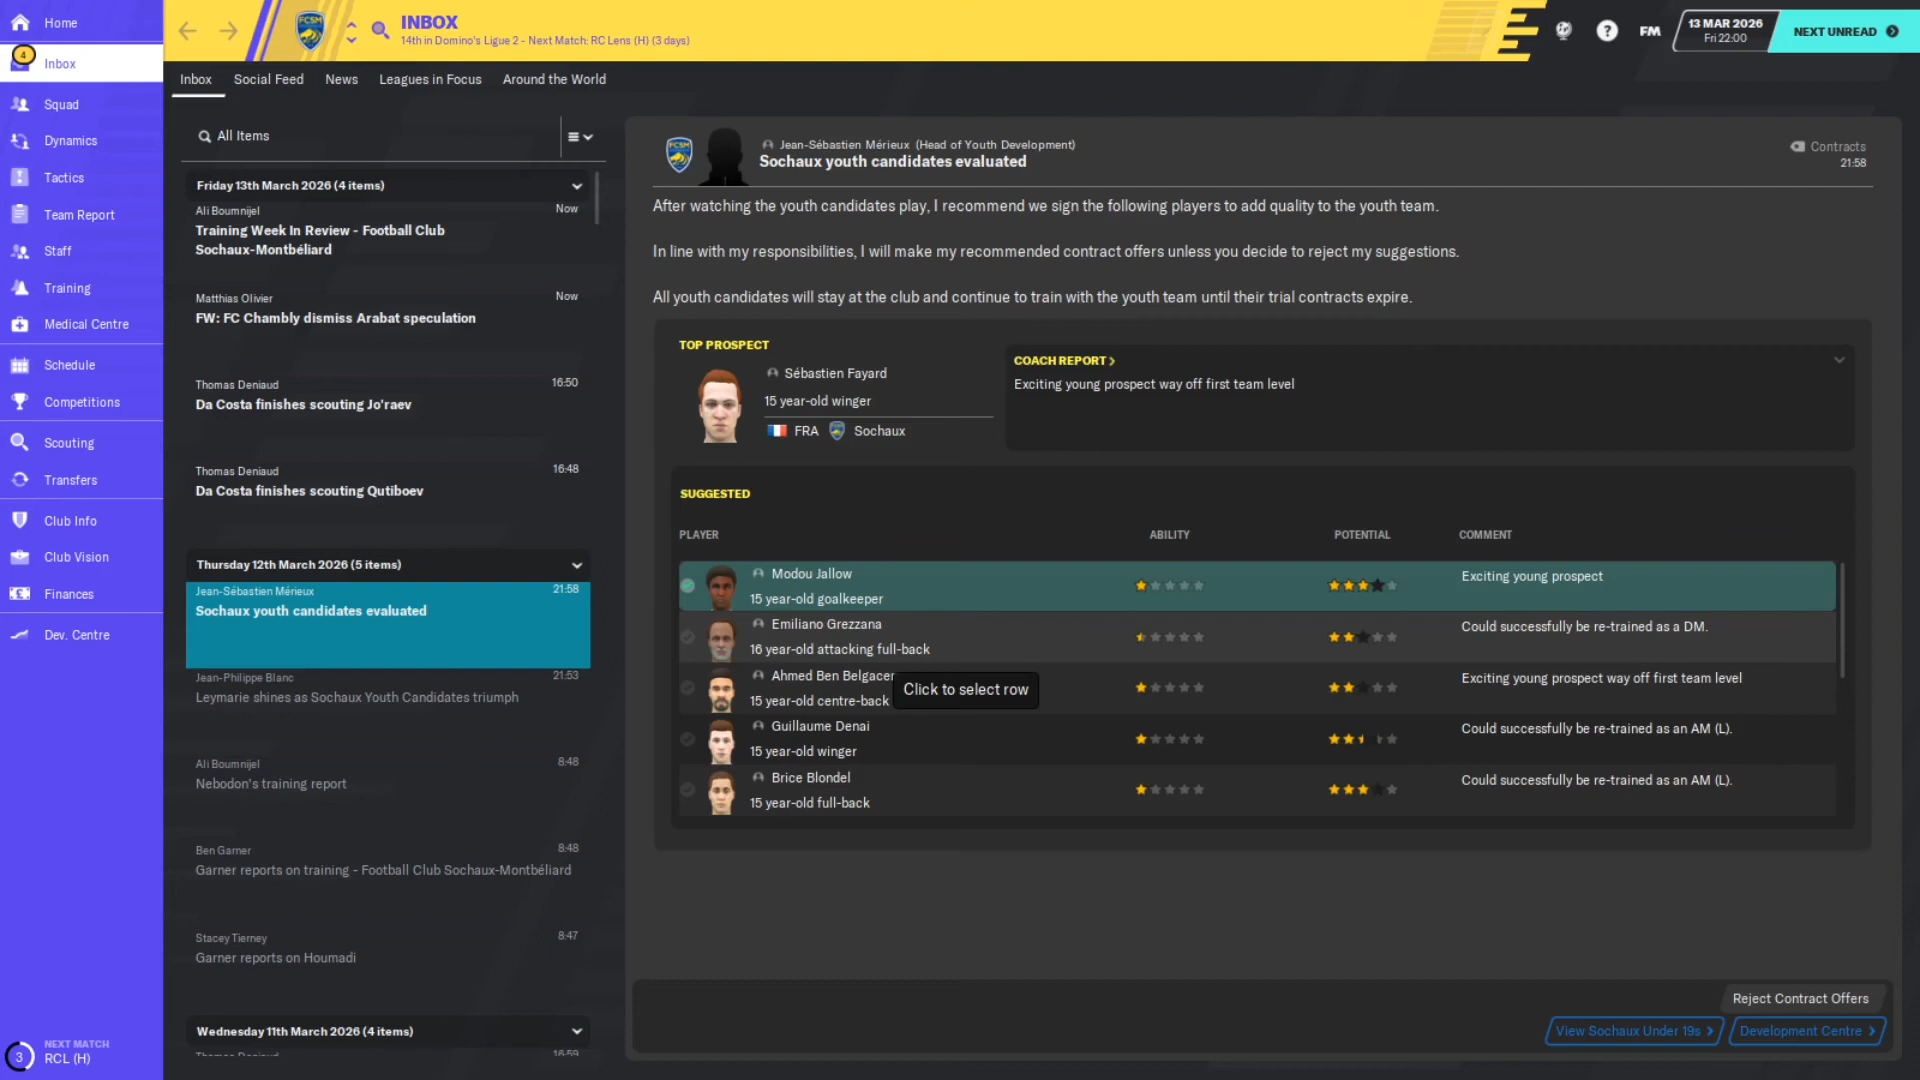 Home
4
Inbox
Squad
Dynamics
Tactics
Team Report
Staff
Training
Medical Centre
Schedule
Competitions
Scouting
Transfers
Club Info
Club Vision
Finances
Dev. Centre
3
NEXT MATCH
RCL (H)
FCSM
INBOX
14th in Domino's Ligue 2 - Next Match: RC Lens (H) (3 days)
?
FM
13 MAR 2026
Fri 22:00
NEXT UNREAD
Inbox
Social Feed
News
Leagues in Focus
Around the World
All Items
Friday 13th March 2026 (4 items)
Ali Boumnijel
Now
Training Week In Review - Football Club
Sochaux-Montbéliard
Matthias Olivier
Now
FW: FC Chambly dismiss Arabat speculation
Thomas Deniaud
16:50
Da Costa finishes scouting Jo'raev
Thomas Deniaud
16:48
Da Costa finishes scouting Qutiboev
Thursday 12th March 2026 (5 items)
Jean-Sébastien Mérieux
21:58
Sochaux youth candidates evaluated
Jean-Philippe Blanc
21:53
Leymarie shines as Sochaux Youth Candidates triumph
Ali Boumnijel
8:48
Nebodon's training report
Ben Garner
8:48
Garner reports on training - Football Club Sochaux-Montbéliard
Stacey Tierney
8:47
Garner reports on Houmadi
Wednesday 11th March 2026 (4 items)
Thomas Deniaud
16:59
FCSM
Jean-Sébastien Mérieux (Head of Youth Development)
Sochaux youth candidates evaluated
Contracts
21:58
After watching the youth candidates play, I recommend we sign the following players to add quality to the youth team.
In line with my responsibilities, I will make my recommended contract offers unless you decide to reject my suggestions.
All youth candidates will stay at the club and continue to train with the youth team until their trial contracts expire.
TOP PROSPECT
Sébastien Fayard
15 year-old winger
FRA
Sochaux
COACH REPORT >
Exciting young prospect way off first team level
SUGGESTED
PLAYER
ABILITY
POTENTIAL
COMMENT
Modou Jallow
15 year-old goalkeeper
Exciting young prospect
Emiliano Grezzana
16 year-old attacking full-back
Could successfully be re-trained as a DM.
Ahmed Ben Belgacem
15 year-old centre-back
Exciting young prospect way off first team level
Click to select row
Guillaume Denai
15 year-old winger
Could successfully be re-trained as an AM (L).
Brice Blondel
15 year-old full-back
Could successfully be re-trained as an AM (L).
Reject Contract Offers
View Sochaux Under 19s >
Development Centre >